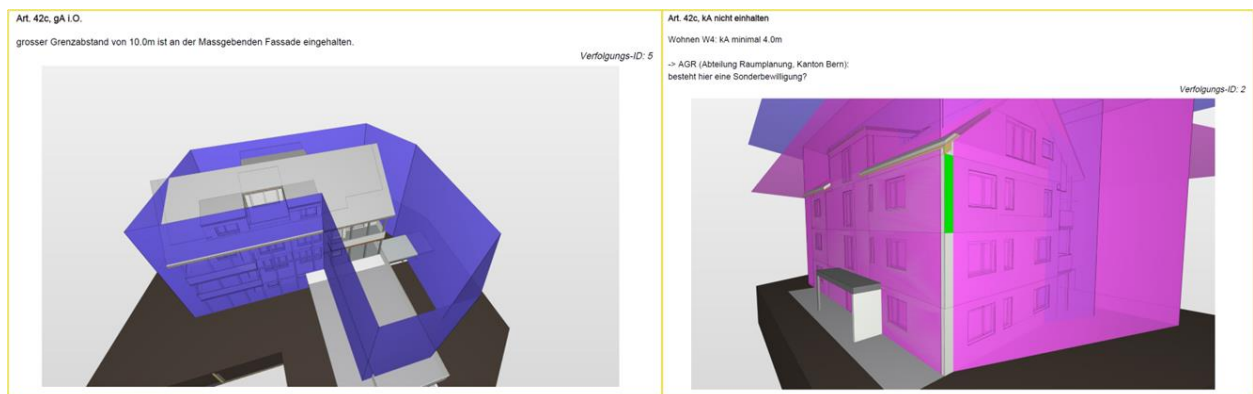 Art. 42c, gA i.O.
grosser Grenzabstand von 10.0m ist an der Massgebenden Fassade eingehalten.
Verfolgungs-ID: 5
Art. 42c, kA nicht einhalten
Wohnen W4: kA minimal 4.0m
-> AGR (Abteilung Raumplanung, Kanton Bern):
besteht hier eine Sonderbewilligung?
Verfolgungs-ID: 2